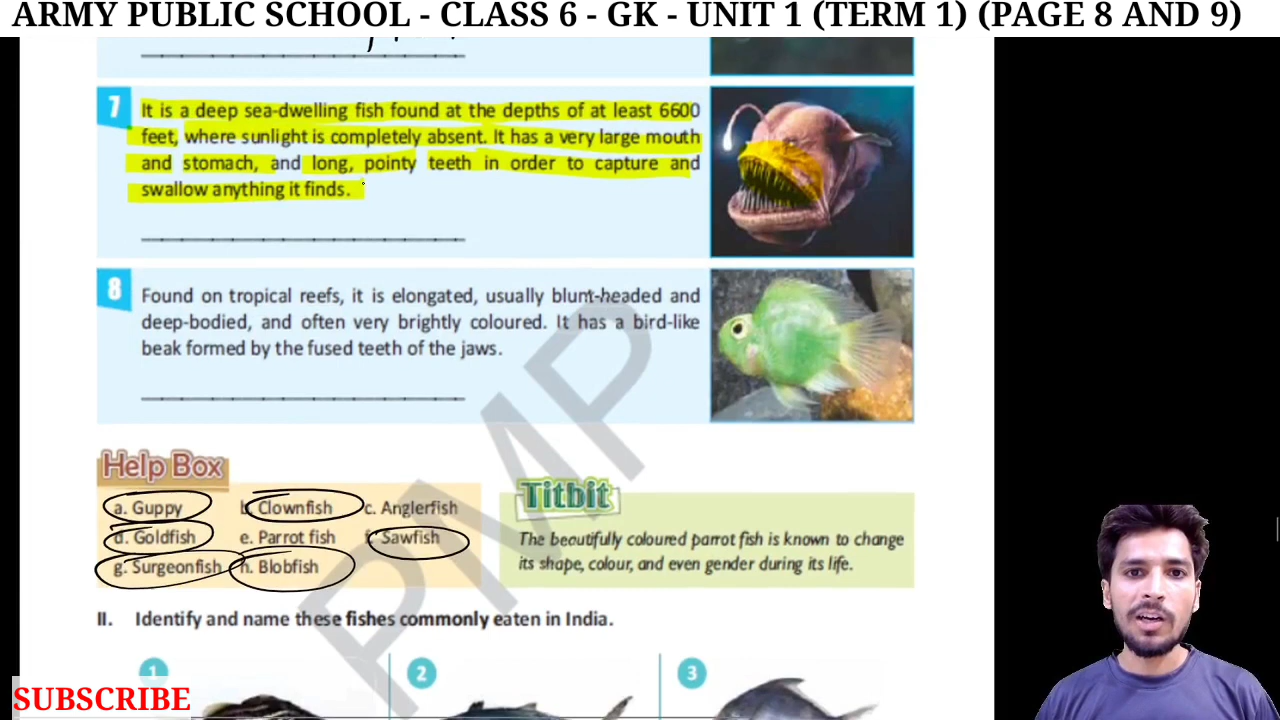 ARMY PUBLIC SCHOOL - CLASS 6 - GK - UNIT 1 (TERM 1) (PAGE 8 AND 9)
7
It is a deep sea-dwelling fish found at the depths of at least 6600
feet, where sunlight is completely absent. It has a very large mouth
and stomach, and long, pointy teeth in order to capture and
swallow anything it finds.
8
Found on tropical reefs, it is elongated, usually blunt-headed and
deep-bodied, and often very brightly coloured. It has a bird-like
beak formed by the fused teeth of the jaws.
Help Box
a. Guppy b. Clownfish c. Anglerfish
d. Goldfish e. Parrot fish f. Sawfish
g. Surgeonfish h. Blobfish
Titbit
The beautifully coloured parrot fish is known to change
its shape, colour, and even gender during its life.
PMP
II. Identify and name these fishes commonly eaten in India.
1 2 3
SUBSCRIBE